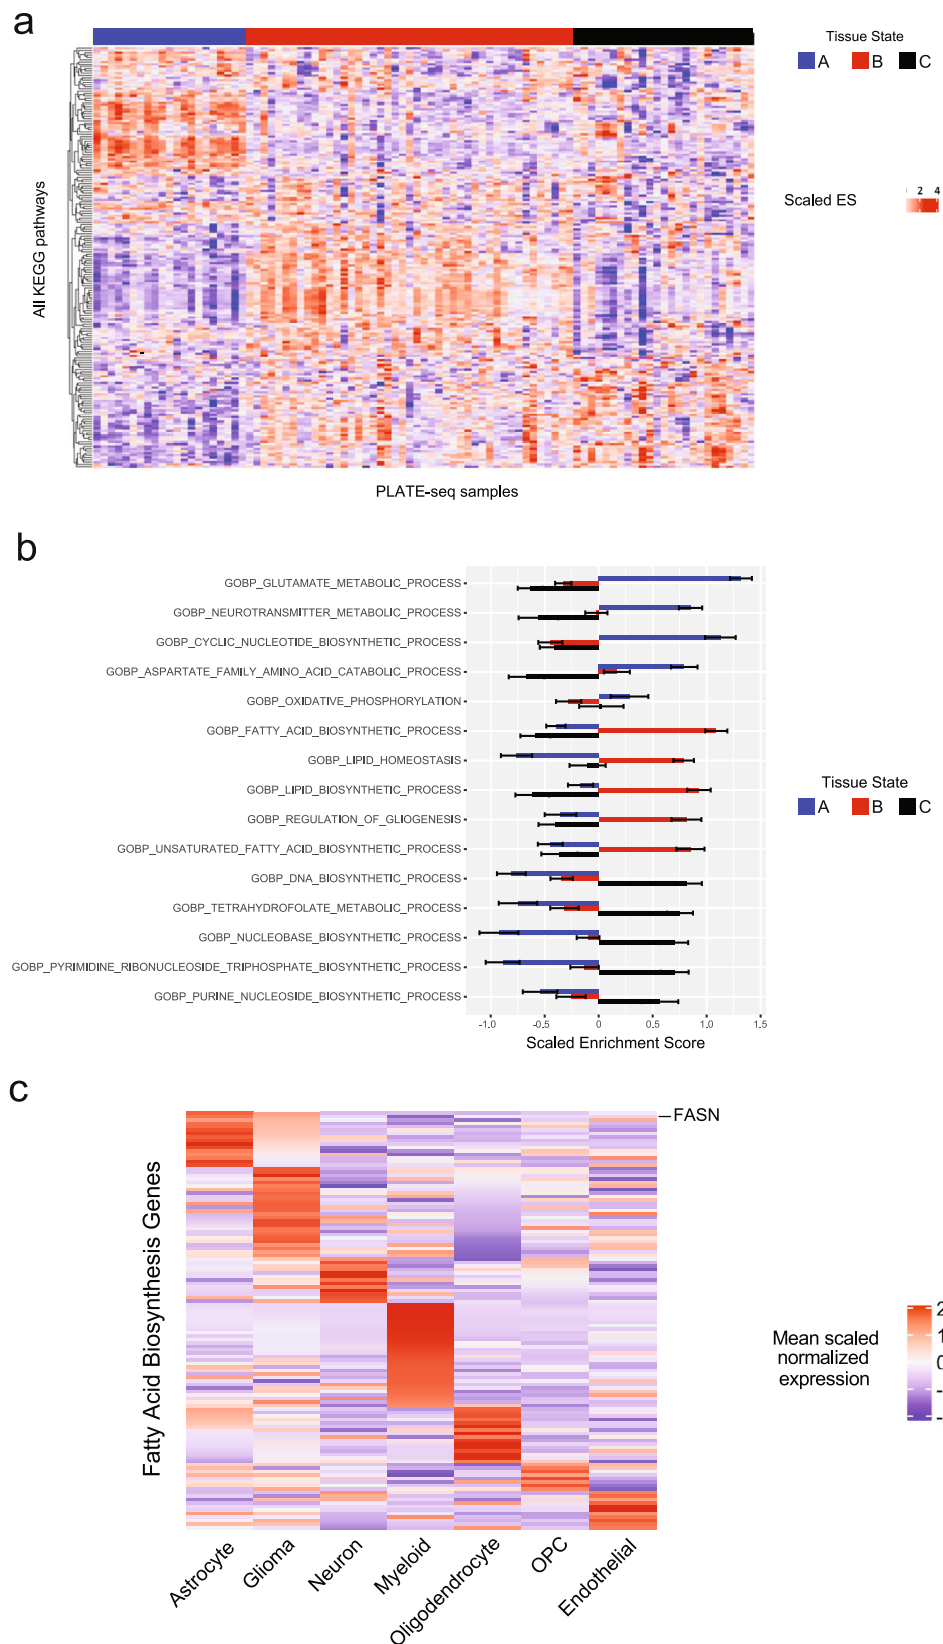 a
Tissue State
A B C
All KEGG pathways
Scaled ES
2 4
PLATE-seq samples
b
GOBP_GLUTAMATE_METABOLIC_PROCESS
GOBP_NEUROTRANSMITTER_METABOLIC_PROCESS
GOBP_CYCLIC_NUCLEOTIDE_BIOSYNTHETIC_PROCESS
GOBP_ASPARTATE_FAMILY_AMINO_ACID_CATABOLIC_PROCESS
GOBP_OXIDATIVE_PHOSPHORYLATION
GOBP_FATTY_ACID_BIOSYNTHETIC_PROCESS
GOBP_LIPID_HOMEOSTASIS
GOBP_LIPID_BIOSYNTHETIC_PROCESS
GOBP_REGULATION_OF_GLIOGENESIS
GOBP_UNSATURATED_FATTY_ACID_BIOSYNTHETIC_PROCESS
GOBP_DNA_BIOSYNTHETIC_PROCESS
GOBP_TETRAHYDROFOLATE_METABOLIC_PROCESS
GOBP_NUCLEOBASE_BIOSYNTHETIC_PROCESS
GOBP_PYRIMIDINE_RIBONUCLEOSIDE_TRIPHOSPHATE_BIOSYNTHETIC_PROCESS
GOBP_PURINE_NUCLEOSIDE_BIOSYNTHETIC_PROCESS
-1.0 -0.5 0 0.5 1.0 1.5
Scaled Enrichment Score
Tissue State
A B C
c
FASN
Fatty Acid Biosynthesis Genes
Astrocyte
Glioma
Neuron
Myeloid
Oligodendrocyte
OPC
Endothelial
Mean scaled
normalized
expression
2
1
0
-
-